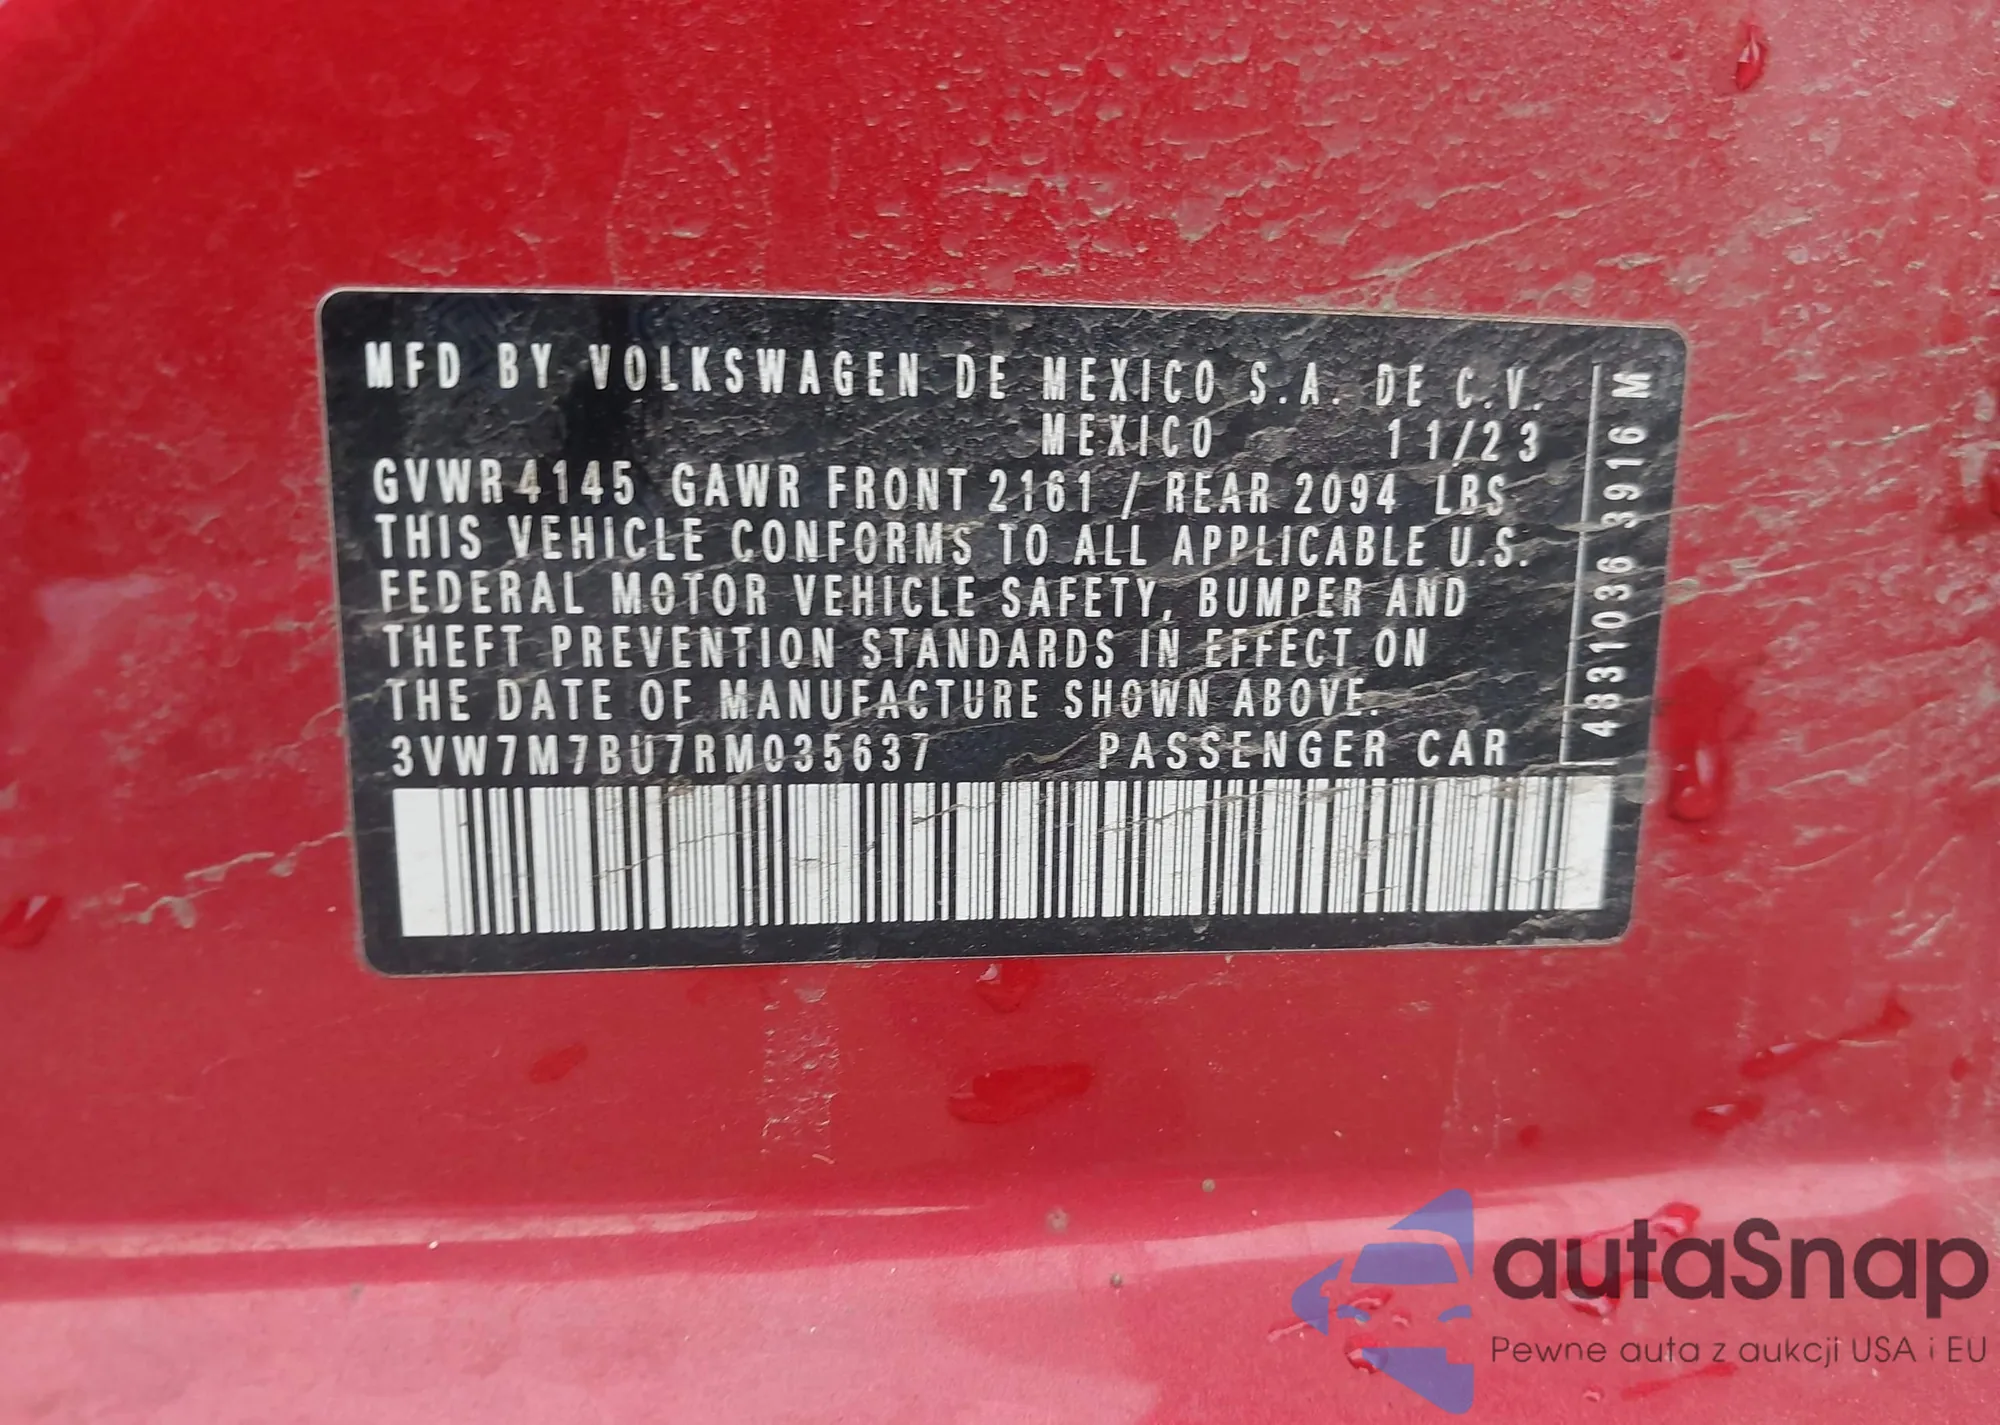 MFD BY VOLKSWAGEN DE MEXICO S.A. DE C.V.
MEXICO 11/23
GVWR 4145 GAWR FRONT 2161 / REAR 2094 LBS
THIS VEHICLE CONFORMS TO ALL APPLICABLE U.S.
FEDERAL MOTOR VEHICLE SAFETY, BUMPER AND
THEFT PREVENTION STANDARDS IN EFFECT ON
THE DATE OF MANUFACTURE SHOWN ABOVE.
3VW7M7BU7RM035637 PASSENGER CAR
4831036 3916 M
autaSnap
Pewne auta z aukcji USA i EU